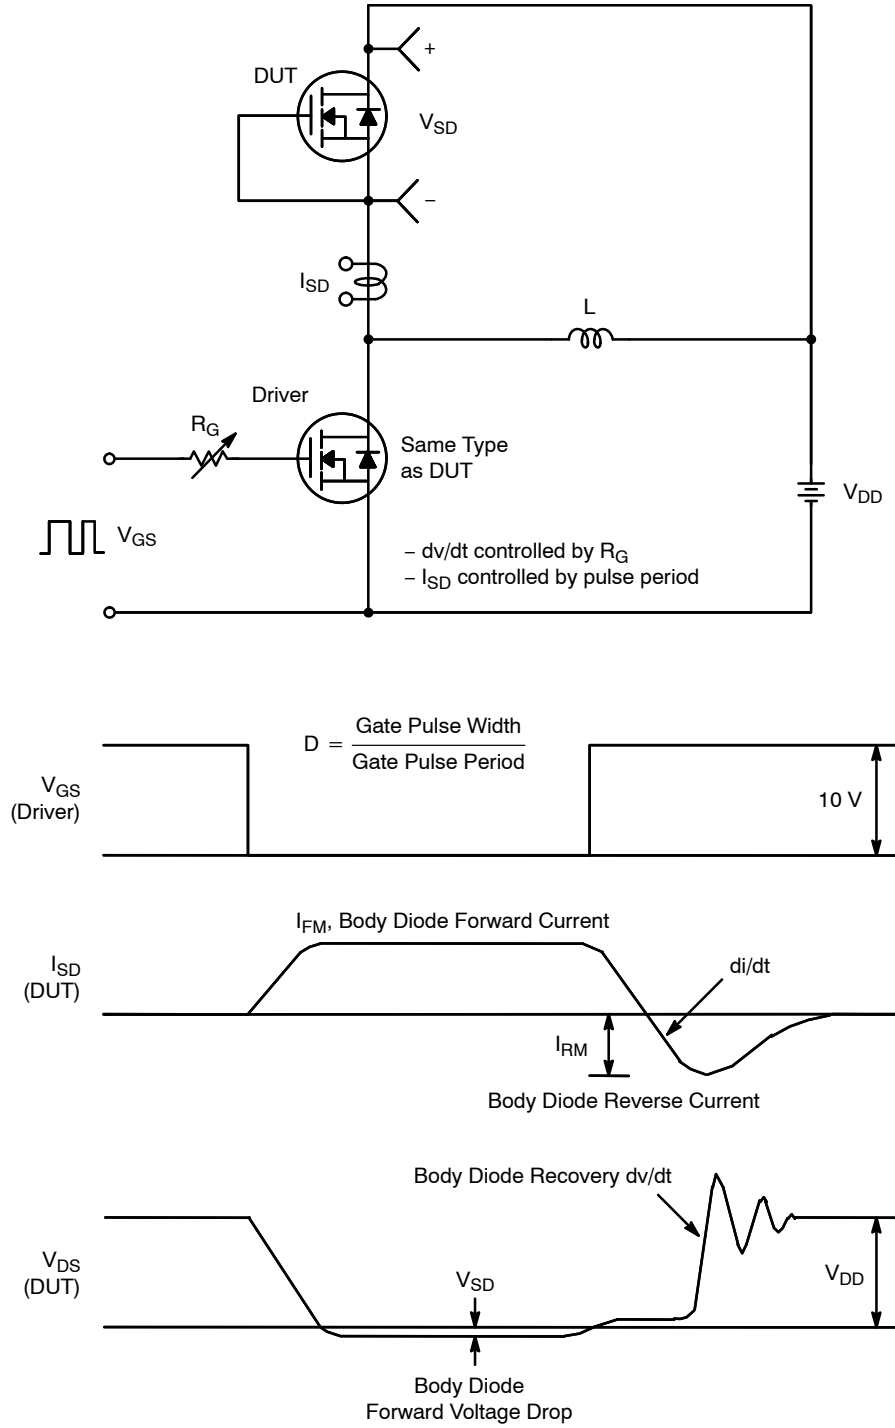 +
DUT
V_SD
−
I_SD
L
Driver
R_G
Same Type
as DUT
V_DD
V_GS
− dv/dt controlled by R_G
− I_SD controlled by pulse period
D = Gate Pulse Width
Gate Pulse Period
V_GS
(Driver)
10 V
I_FM, Body Diode Forward Current
I_SD
(DUT)
di/dt
I_RM
Body Diode Reverse Current
Body Diode Recovery dv/dt
V_DS
(DUT)
V_SD
V_DD
Body Diode
Forward Voltage Drop